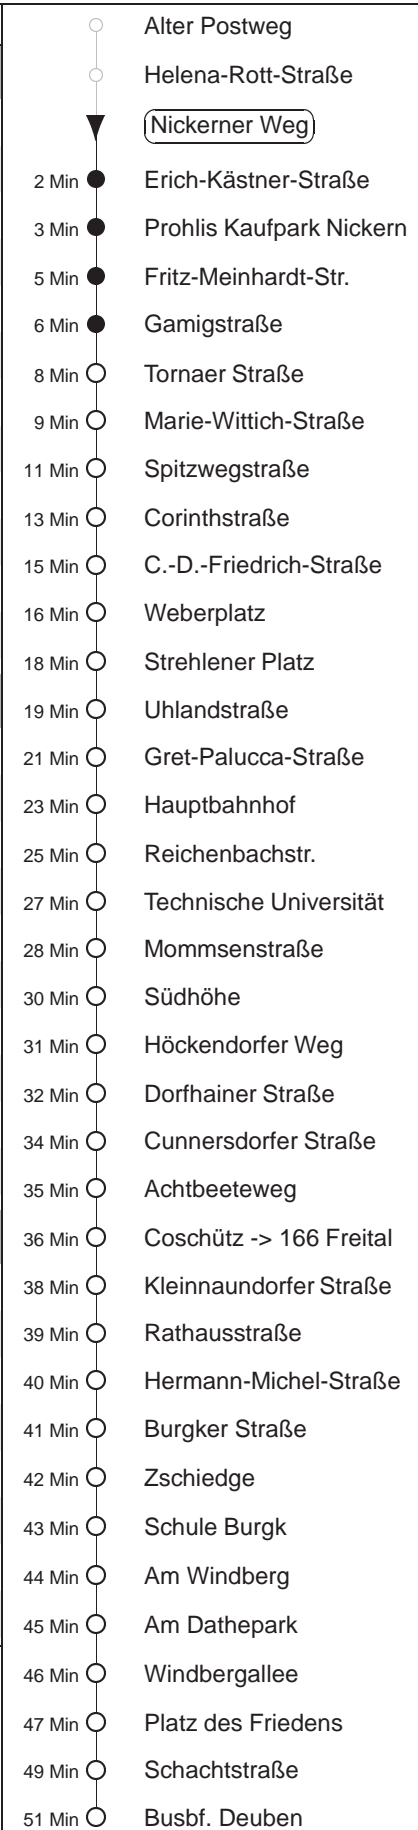 Alter Postweg
Helena-Rott-Straße
Nickerner Weg
2 Min Erich-Kästner-Straße
3 Min Prohlis Kaufpark Nickern
5 Min Fritz-Meinhardt-Str.
6 Min Gamigstraße
8 Min Tornaer Straße
9 Min Marie-Wittich-Straße
11 Min Spitzwegstraße
13 Min Corinthstraße
15 Min C.-D.-Friedrich-Straße
16 Min Weberplatz
18 Min Strehlener Platz
19 Min Uhlandstraße
21 Min Gret-Palucca-Straße
23 Min Hauptbahnhof
25 Min Reichenbachstr.
27 Min Technische Universität
28 Min Mommsenstraße
30 Min Südhöhe
31 Min Höckendorfer Weg
32 Min Dorfhainer Straße
34 Min Cunnersdorfer Straße
35 Min Achtbeeteweg
36 Min Coschütz -> 166 Freital
38 Min Kleinnaundorfer Straße
39 Min Rathausstraße
40 Min Hermann-Michel-Straße
41 Min Burgker Straße
42 Min Zschiedge
43 Min Schule Burgk
44 Min Am Windberg
45 Min Am Dathepark
46 Min Windbergallee
47 Min Platz des Friedens
49 Min Schachtstraße
51 Min Busbf. Deuben